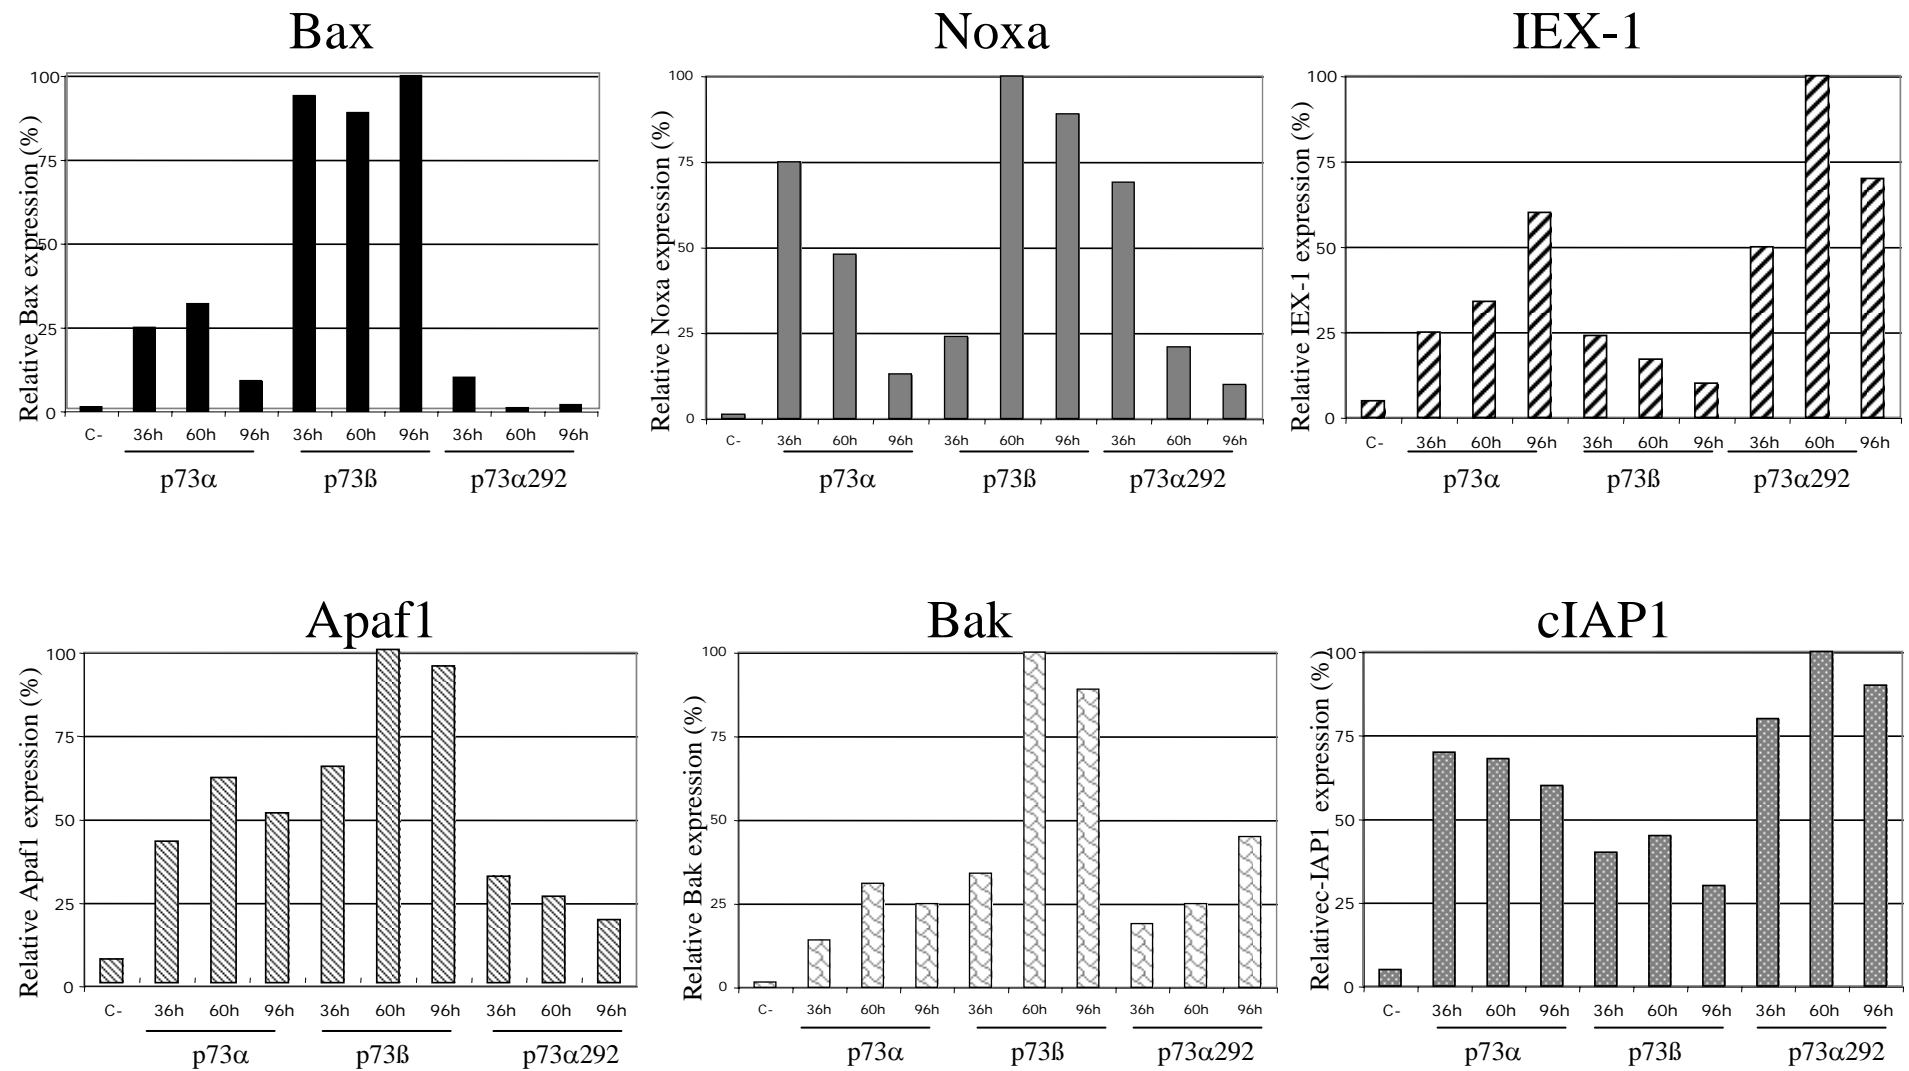 Bax
Relative Bax expression (%)
100
75
50
25
0
C- 36h 60h 96h 36h 60h 96h 36h 60h 96h
p73α p73ß p73α292
Noxa
Relative Noxa expression (%)
100
75
50
25
0
C- 36h 60h 96h 36h 60h 96h 36h 60h 96h
p73α p73ß p73α292
IEX-1
Relative IEX-1 expression (%)
100
75
50
25
0
C- 36h 60h 96h 36h 60h 96h 36h 60h 96h
p73α p73ß p73α292
Apaf1
Relative Apaf1 expression (%)
100
75
50
25
0
C- 36h 60h 96h 36h 60h 96h 36h 60h 96h
p73α p73ß p73α292
Bak
Relative Bak expression (%)
100
75
50
25
0
C- 36h 60h 96h 36h 60h 96h 36h 60h 96h
p73α p73ß p73α292
cIAP1
Relativec-IAP1 expression (%)
100
75
50
25
0
C- 36h 60h 96h 36h 60h 96h 36h 60h 96h
p73α p73ß p73α292